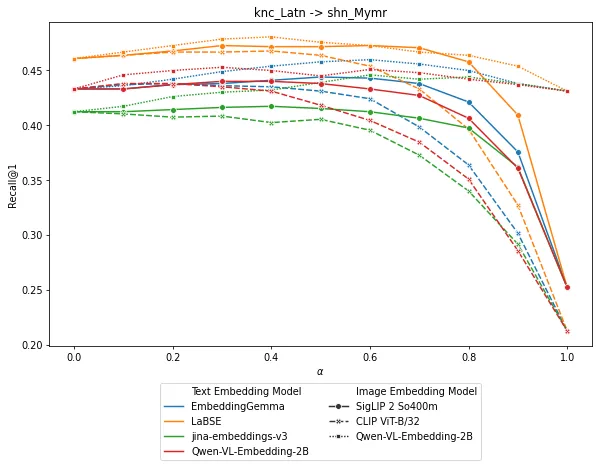 knc_Latn -> shn_Mymr
Recall@1
0.45
0.40
0.35
0.30
0.25
0.20
0.0 0.2 0.4 0.6 0.8 1.0
α
Text Embedding Model
EmbeddingGemma
LaBSE
jina-embeddings-v3
Qwen-VL-Embedding-2B
Image Embedding Model
SigLIP 2 So400m
CLIP ViT-B/32
Qwen-VL-Embedding-2B